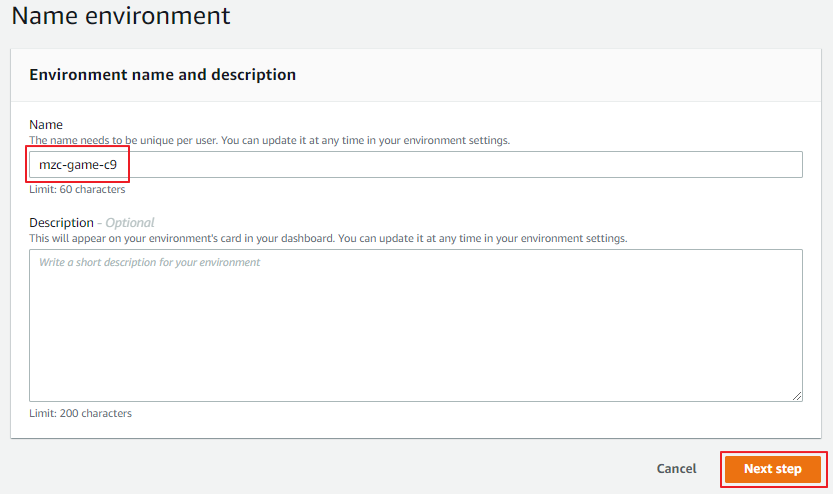 Name environment
Environment name and description
Name
The name needs to be unique per user. You can update it at any time in your environment settings.
mzc-game-c9
Limit: 60 characters
Description - Optional
This will appear on your environment's card in your dashboard. You can update it at any time in your environment settings.
Write a short description for your environment
Limit: 200 characters
Cancel Next step